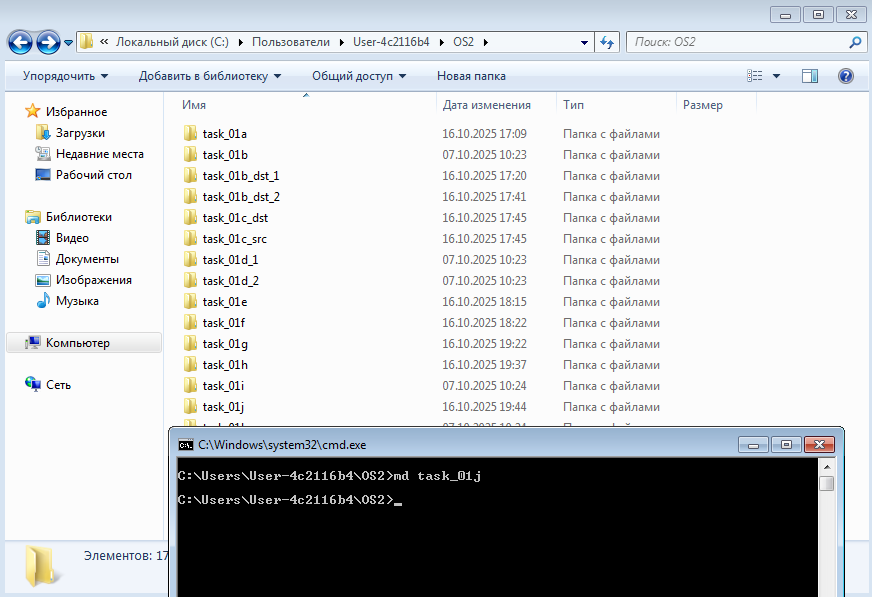 « Локальный диск (C:) ▸ Пользователи ▸ User-4c2116b4 ▸ OS2 ▸
Поиск: OS2
Упорядочить Добавить в библиотеку Общий доступ Новая папка
Имя Дата изменения Тип Размер
Избранное
Загрузки
Недавние места
Рабочий стол
Библиотеки
Видео
Документы
Изображения
Музыка
Компьютер
Сеть
task_01a 16.10.2025 17:09 Папка с файлами
task_01b 07.10.2025 10:23 Папка с файлами
task_01b_dst_1 16.10.2025 17:20 Папка с файлами
task_01b_dst_2 16.10.2025 17:41 Папка с файлами
task_01c_dst 16.10.2025 17:45 Папка с файлами
task_01c_src 16.10.2025 17:45 Папка с файлами
task_01d_1 07.10.2025 10:23 Папка с файлами
task_01d_2 07.10.2025 10:23 Папка с файлами
task_01e 16.10.2025 18:15 Папка с файлами
task_01f 16.10.2025 18:22 Папка с файлами
task_01g 16.10.2025 19:22 Папка с файлами
task_01h 16.10.2025 19:37 Папка с файлами
task_01i 07.10.2025 10:24 Папка с файлами
task_01j 16.10.2025 19:44 Папка с файлами
C:\Windows\system32\cmd.exe
C:\Users\User-4c2116b4\OS2>md task_01j
C:\Users\User-4c2116b4\OS2>_
Элементов: 17